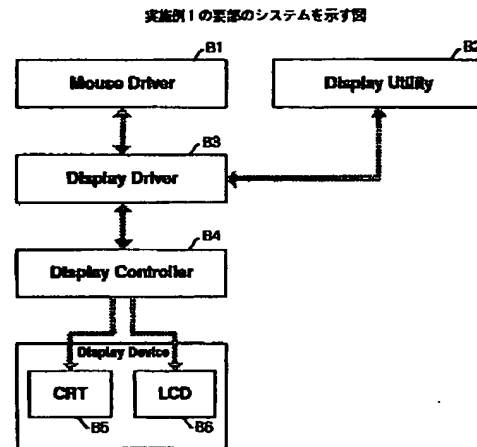 実施例1の要部のシステムを示す図
B1
B2
Mouse Driver
Display Utility
B3
Display Driver
B4
Display Controller
Display Device
CRT
LCD
B5
B6